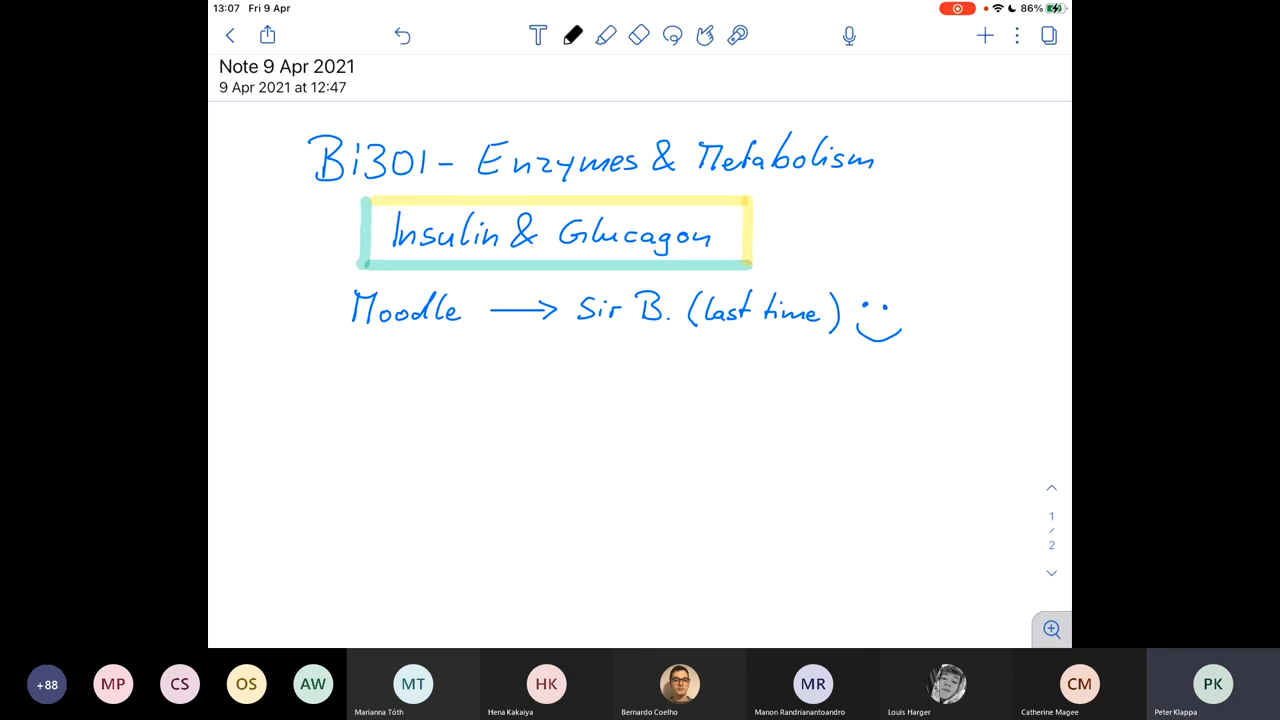 13:07 Fri 9 Apr
86%
Note 9 Apr 2021
9 Apr 2021 at 12:47
Bi301 - Enzymes & Metabolism
Insulin & Glucagon
Moodle → Sir B. (last time)
1
2
+88 MP CS OS AW MT HK MR CM PK
Marianna Tóth Hena Kakaiya Bernardo Coelho Manon Randrianantoandro Louis Harger Catherine Magee Peter Klappa